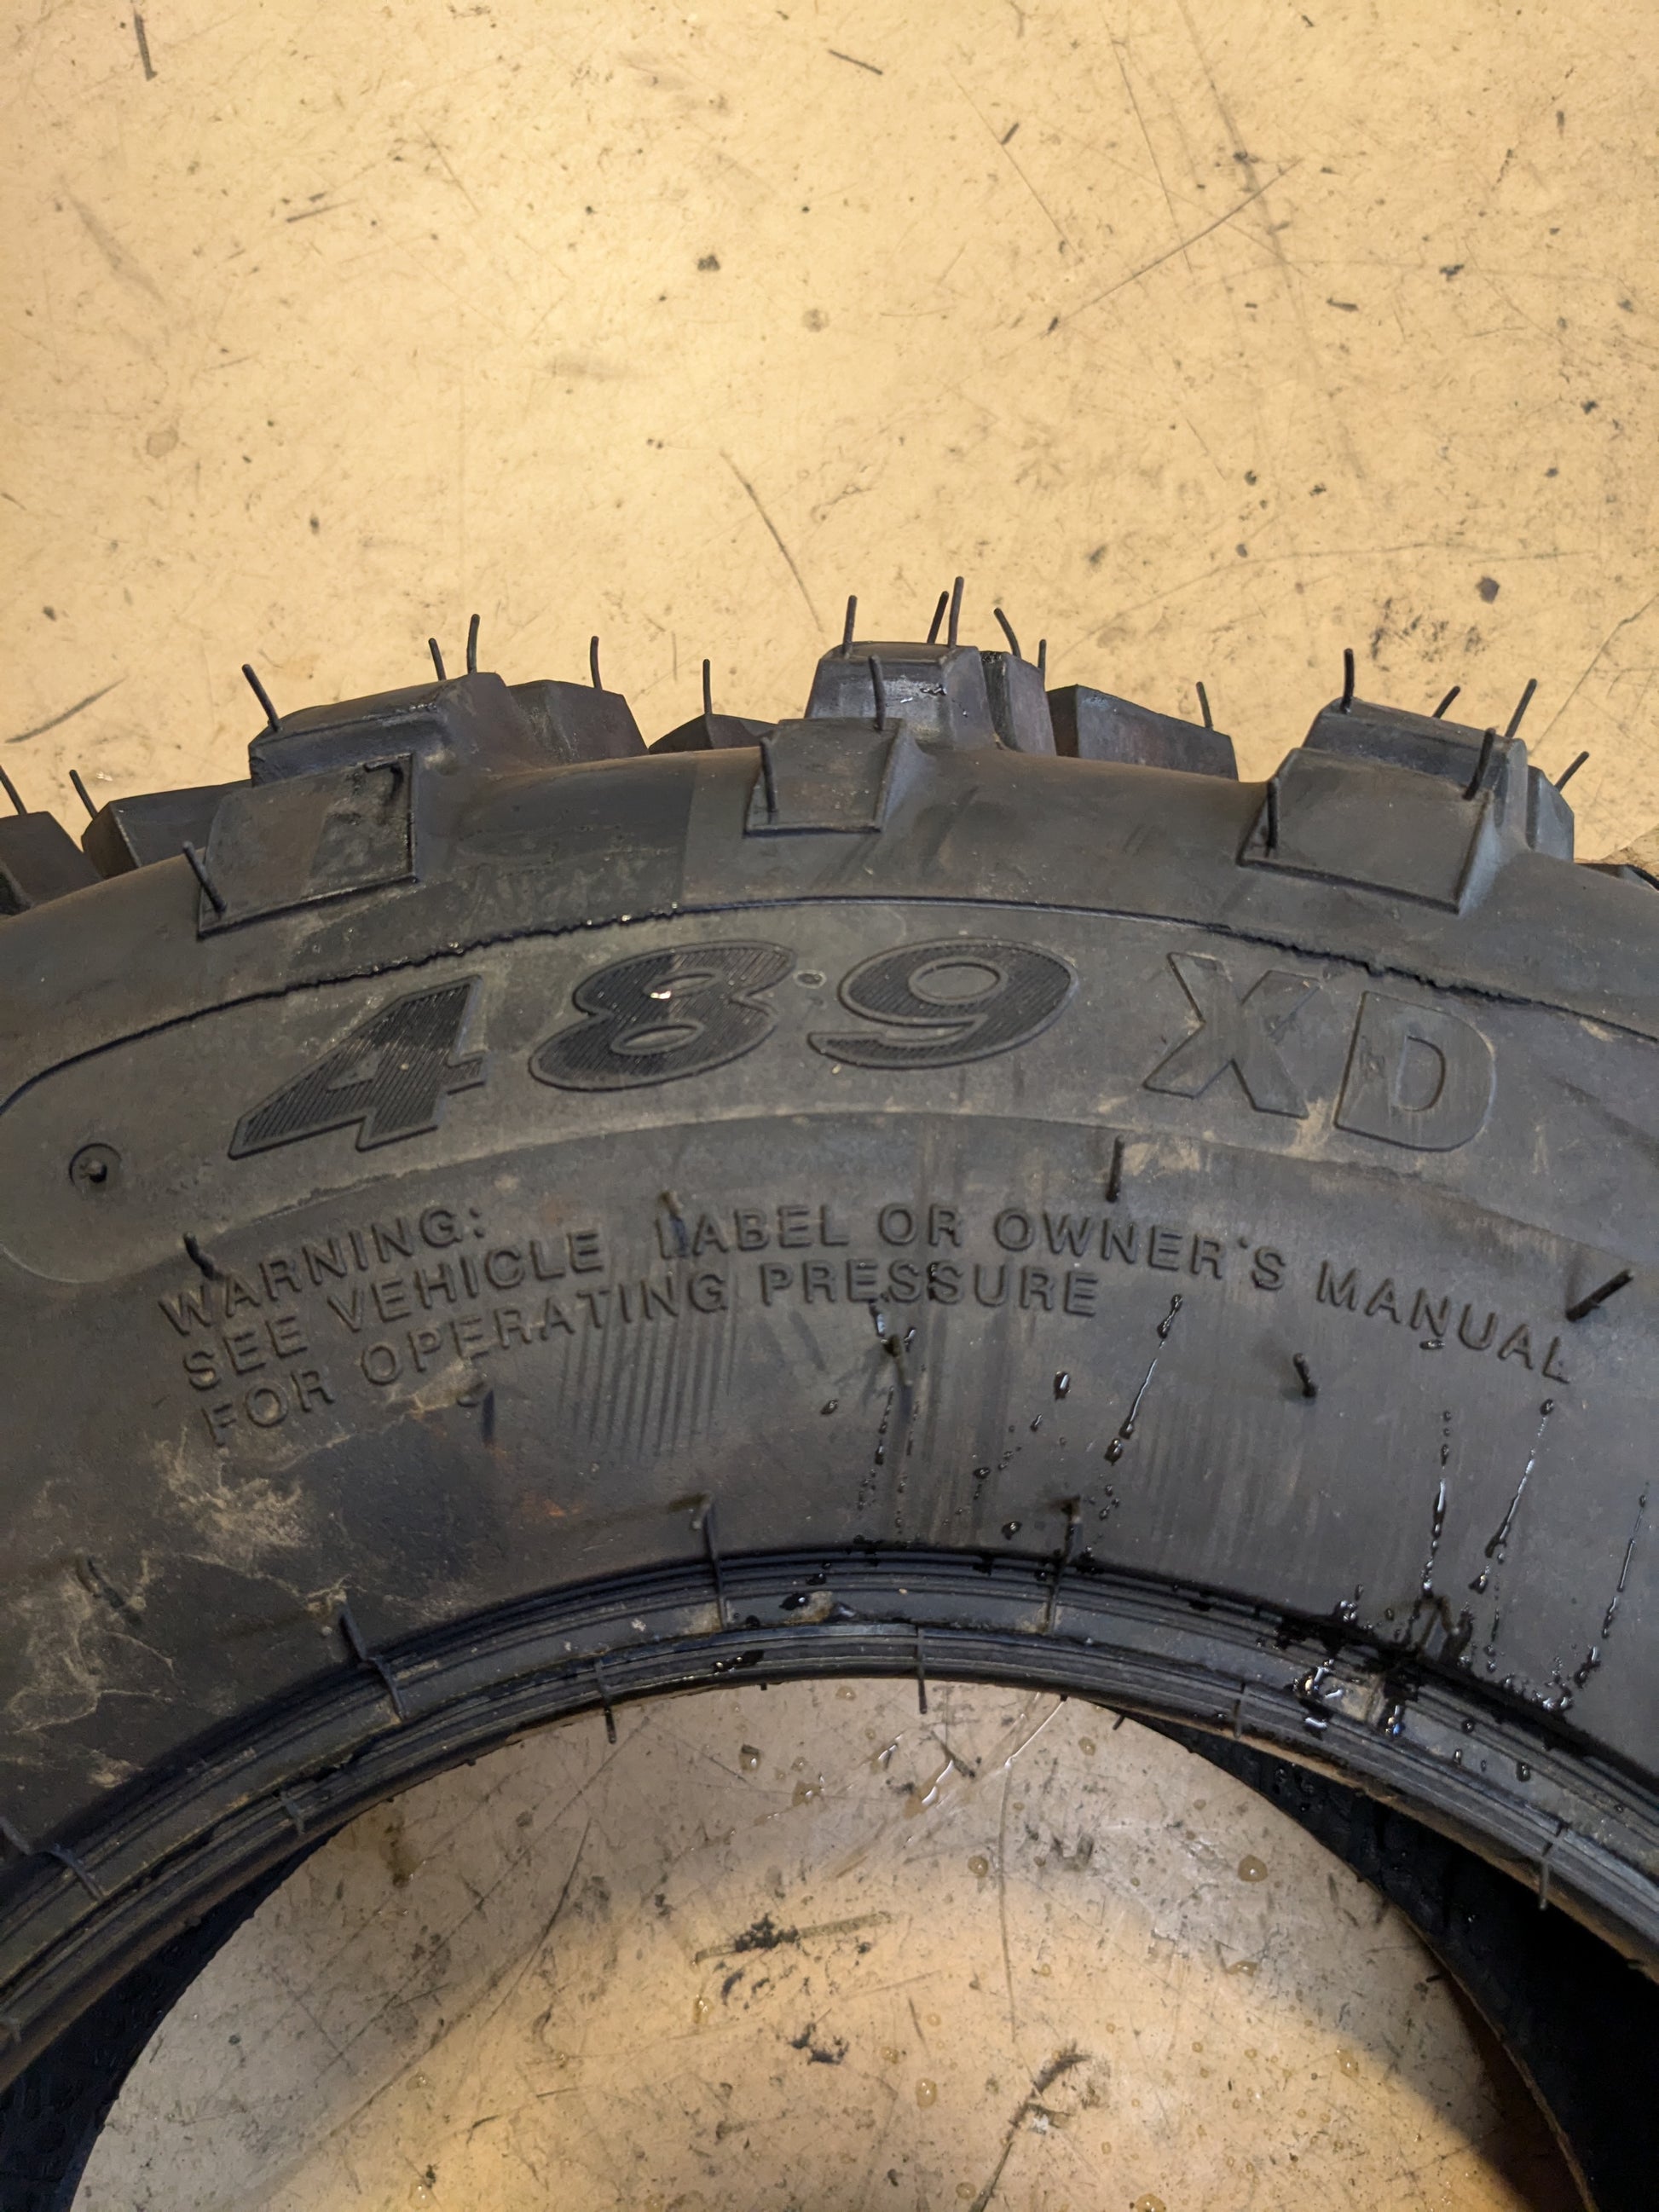 489 XD
WARNING:
SEE VEHICLE LABEL OR OWNER'S MANUAL
FOR OPERATING PRESSURE